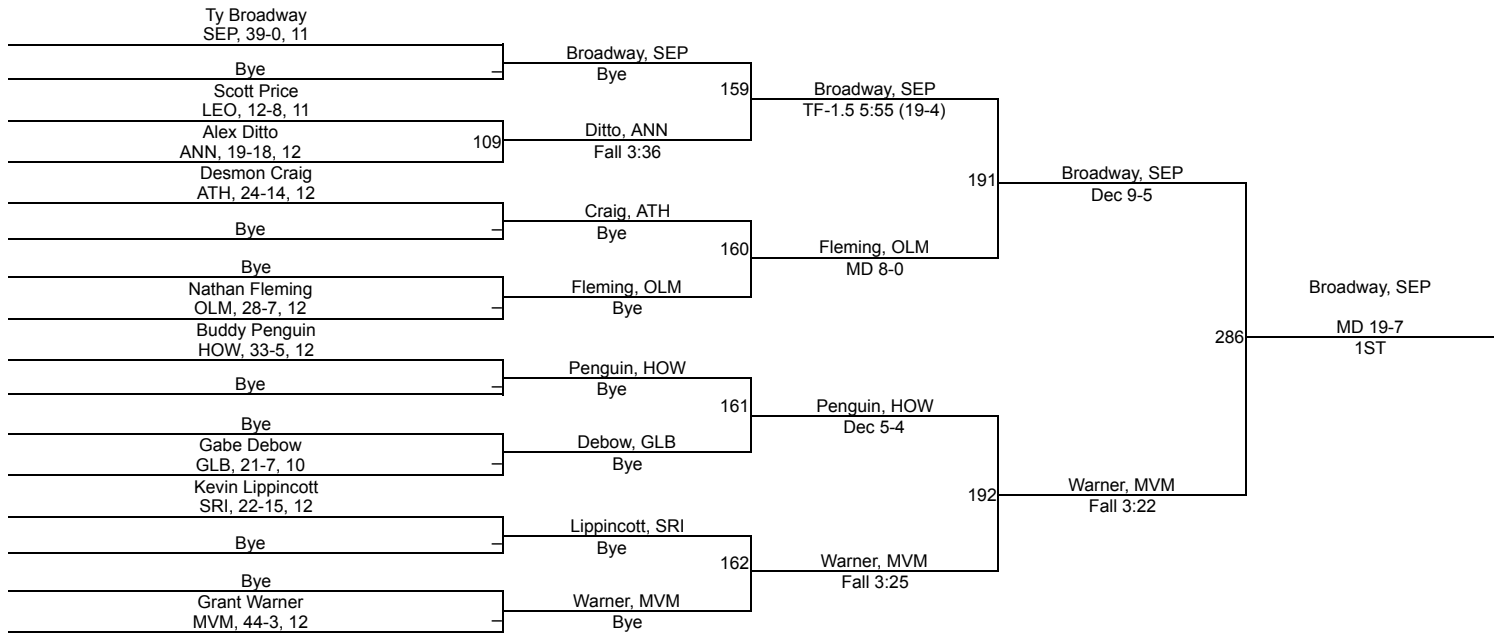 Ty Broadway
SEP, 39-0, 11
Bye
Scott Price
LEO, 12-8, 11
Alex Ditto
ANN, 19-18, 12
Desmon Craig
ATH, 24-14, 12
Bye
Bye
Nathan Fleming
OLM, 28-7, 12
Buddy Penguin
HOW, 33-5, 12
Bye
Bye
Gabe Debow
GLB, 21-7, 10
Kevin Lippincott
SRI, 22-15, 12
Bye
Bye
Grant Warner
MVM, 44-3, 12
–
109
–
–
–
–
–
–
Broadway, SEP
Bye
Ditto, ANN
Fall 3:36
Craig, ATH
Bye
Fleming, OLM
Bye
Penguin, HOW
Bye
Debow, GLB
Bye
Lippincott, SRI
Bye
Warner, MVM
Bye
159
160
161
162
Broadway, SEP
TF-1.5 5:55 (19-4)
Fleming, OLM
MD 8-0
Penguin, HOW
Dec 5-4
Warner, MVM
Fall 3:25
191
192
Broadway, SEP
Dec 9-5
Warner, MVM
Fall 3:22
286
Broadway, SEP
MD 19-7
1ST